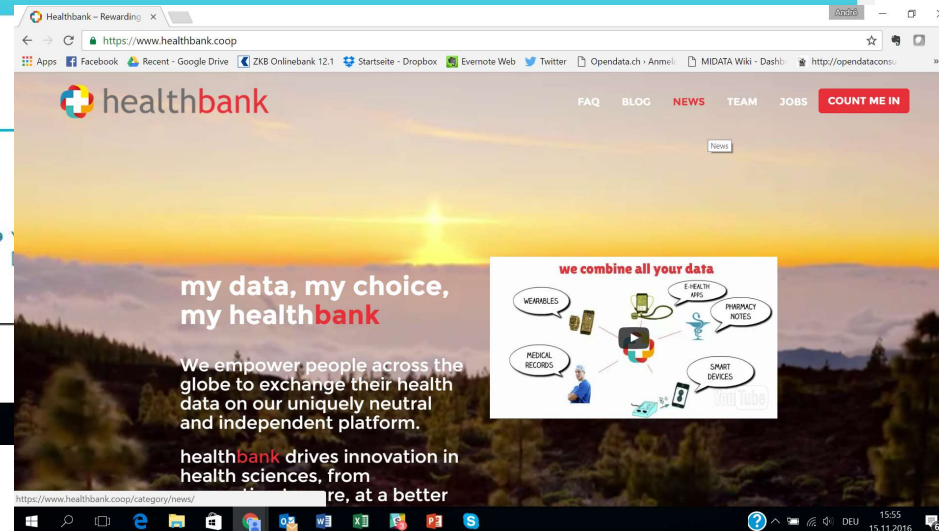 Healthbank – Rewarding
André
https://www.healthbank.coop
Apps Facebook Recent - Google Drive ZKB Onlinebank 12.1 Startseite - Dropbox Evernote Web Twitter Opendata.ch › Anmel MIDATA Wiki - Dashb http://opendataconsu »
healthbank
FAQ BLOG NEWS TEAM JOBS COUNT ME IN
News
my data, my choice,
my healthbank
we combine all your data
WEARABLES
E-HEALTH
APPS
PHARMACY
NOTES
MEDICAL
RECORDS
SMART
DEVICES
YouTube
We empower people across the
globe to exchange their health
data on our uniquely neutral
and independent platform.
healthbank drives innovation in
health sciences, from
re, at a better
https://www.healthbank.coop/category/news/
DEU
15:55
15.11.2016